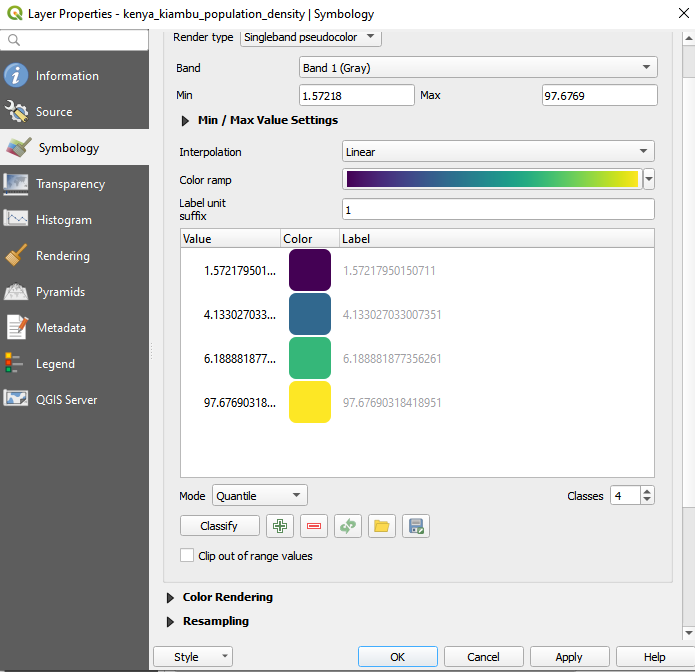 Layer Properties - kenya_kiambu_population_density | Symbology
Render type Singleband pseudocolor
Information
Source
Symbology
Transparency
Histogram
Rendering
Pyramids
Metadata
Legend
QGIS Server
Band Band 1 (Gray)
Min 1.57218 Max 97.6769
Min / Max Value Settings
Interpolation Linear
Color ramp
Label unit
suffix
1
Value Color Label
1.572179501... 1.57217950150711
4.133027033... 4.133027033007351
6.188881877... 6.188881877356261
97.67690318... 97.67690318418951
Mode Quantile Classes 4
Classify
Clip out of range values
Color Rendering
Resampling
Style OK Cancel Apply Help